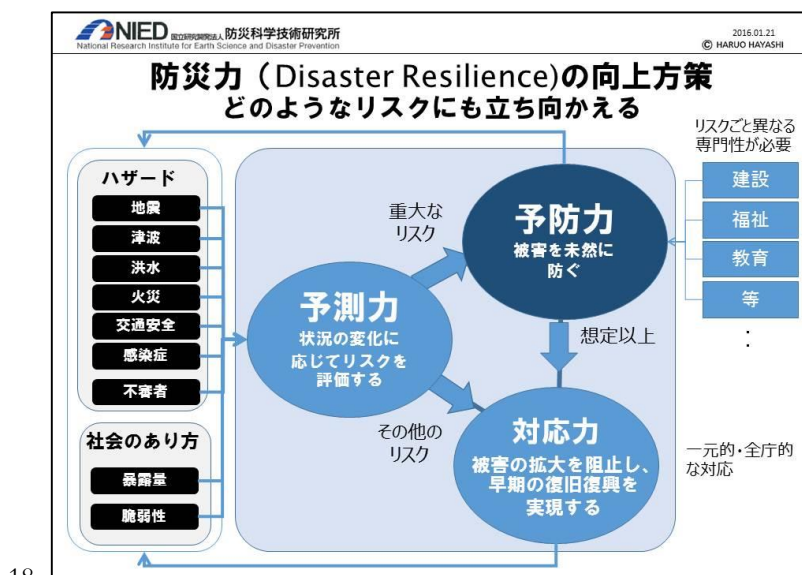 NIED 国立研究開発法人 防災科学技術研究所
National Research Institute for Earth Science and Disaster Prevention
2016.01.21
© HARUO HAYASHI
防災力（Disaster Resilience)の向上方策
どのようなリスクにも立ち向かえる
リスクごと異なる
専門性が必要
ハザード
地震
津波
洪水
火災
交通安全
感染症
不審者
社会のあり方
暴露量
脆弱性
予測力
状況の変化に
応じてリスクを
評価する
重大な
リスク
その他の
リスク
予防力
被害を未然に
防ぐ
想定以上
対応力
被害の拡大を阻止し、
早期の復旧復興を
実現する
建設
福祉
教育
等
：
一元的・全庁的
な対応
18